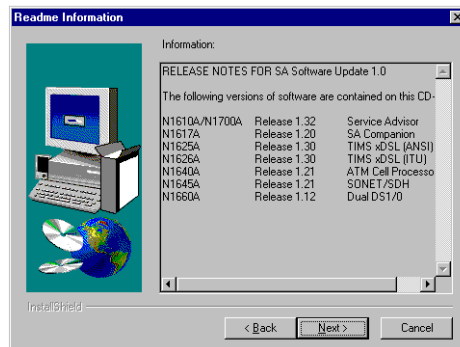 Readme Information
Information:
RELEASE NOTES FOR SA Software Update 1.0
The following versions of software are contained on this CD-
N1610A/N1700A Release 1.32 Service Advisor
N1617A Release 1.20 SA Companion
N1625A Release 1.30 TIMS xDSL (ANSI)
N1626A Release 1.30 TIMS xDSL (ITU)
N1640A Release 1.21 ATM Cell Processo
N1645A Release 1.21 SONET/SDH
N1660A Release 1.12 Dual DS1/0
InstallShield
< Back Next > Cancel